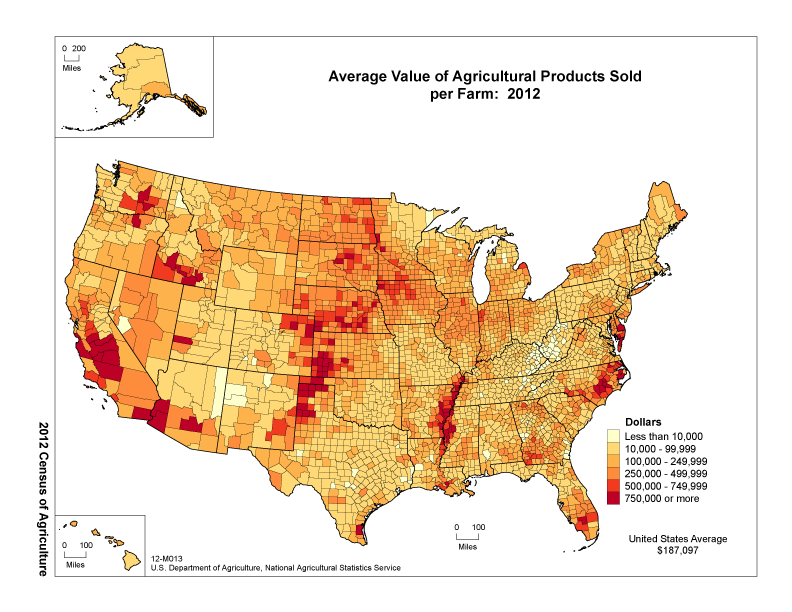 0 200
Miles
Average Value of Agricultural Products Sold
per Farm: 2012
Dollars
Less than 10,000
10,000 - 99,999
100,000 - 249,999
250,000 - 499,999
500,000 - 749,999
750,000 or more
2012 Census of Agriculture
0 100
Miles
0 100
Miles
United States Average
$187,097
12-M013
U.S. Department of Agriculture, National Agricultural Statistics Service